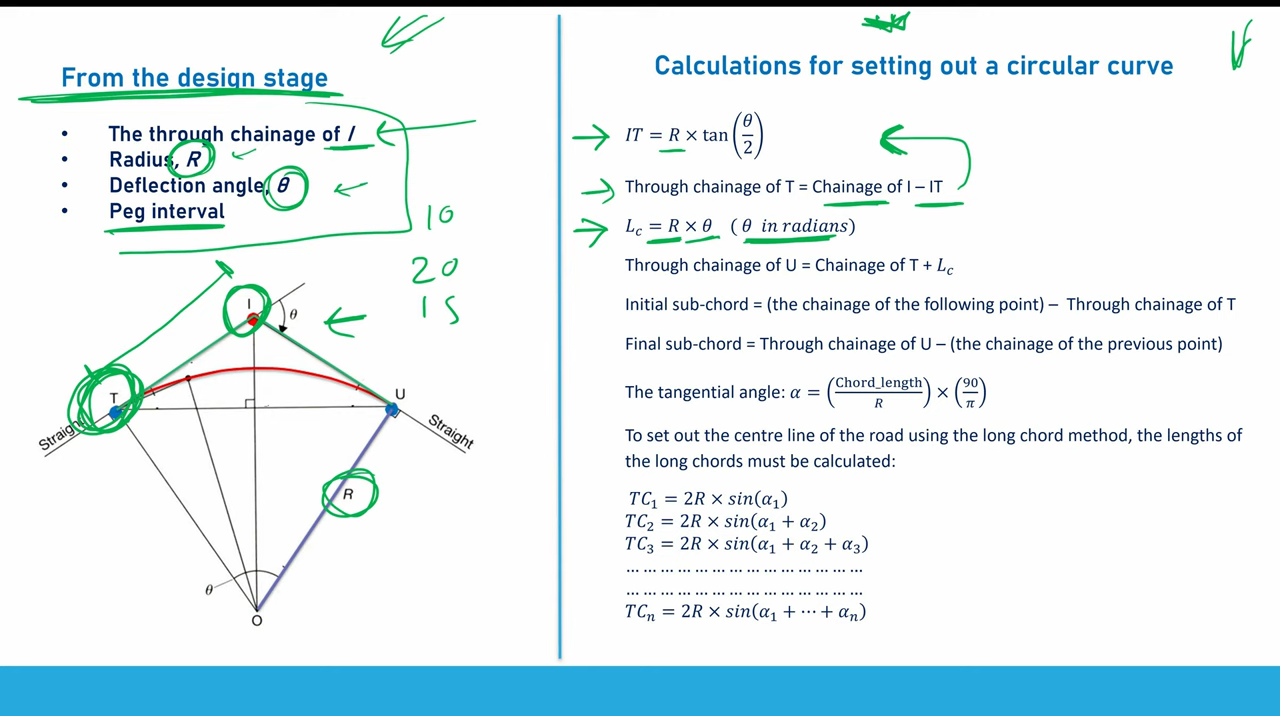 From the design stage
• The through chainage of I
• Radius, R
• Deflection angle, θ
• Peg interval
10
20
15
I
θ
T
U
Straight
Straight
R
θ
O
Calculations for setting out a circular curve
IT = R × tan(θ/2)
Through chainage of T = Chainage of I – IT
L_c = R × θ ( θ in radians)
Through chainage of U = Chainage of T + L_c
Initial sub-chord = (the chainage of the following point) – Through chainage of T
Final sub-chord = Through chainage of U – (the chainage of the previous point)
The tangential angle: α = (Chord_length/R) × (90/π)
To set out the centre line of the road using the long chord method, the lengths of
the long chords must be calculated:
TC₁ = 2R × sin(α₁)
TC₂ = 2R × sin(α₁ + α₂)
TC₃ = 2R × sin(α₁ + α₂ + α₃)
… … … … … … … … … … … … … …
… … … … … … … … … … … … … …
TCₙ = 2R × sin(α₁ + ⋯ + αₙ)